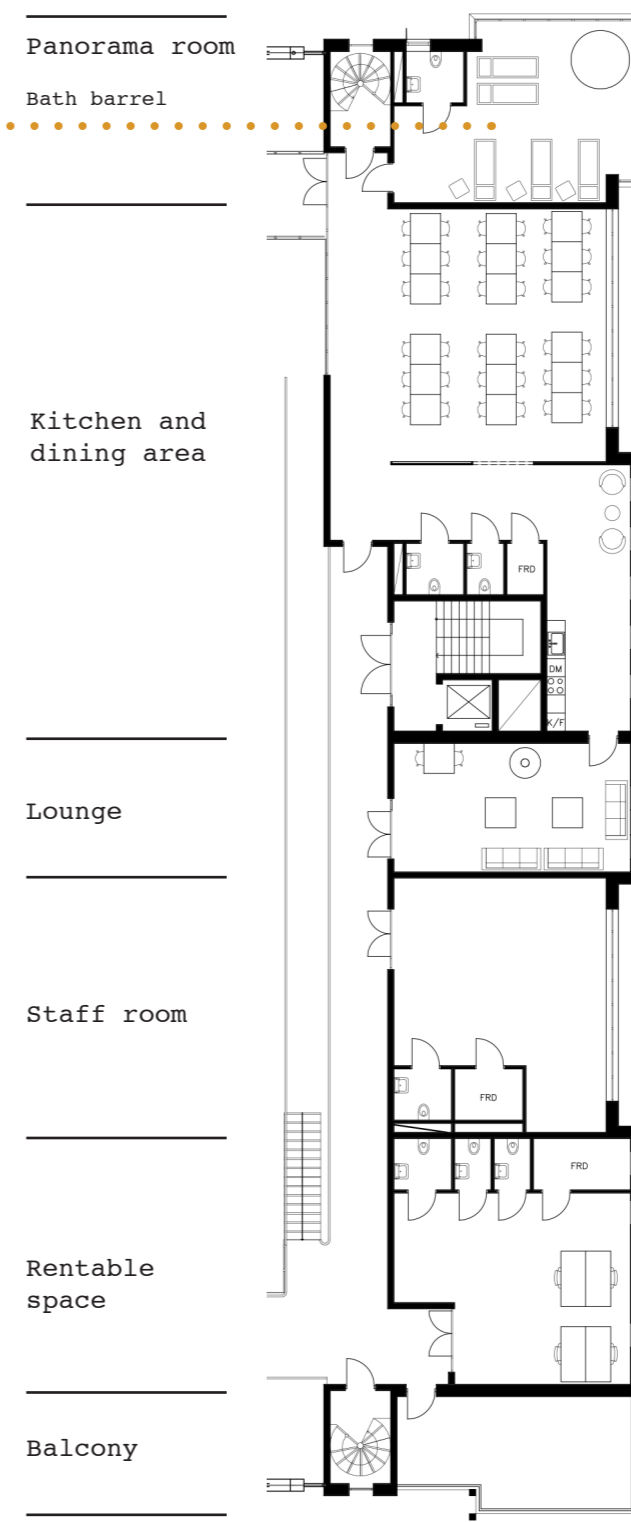 Panorama room
Bath barrel
Kitchen and
dining area
FRD
DM
K/F
Lounge
Staff room
FRD
FRD
Rentable
space
Balcony